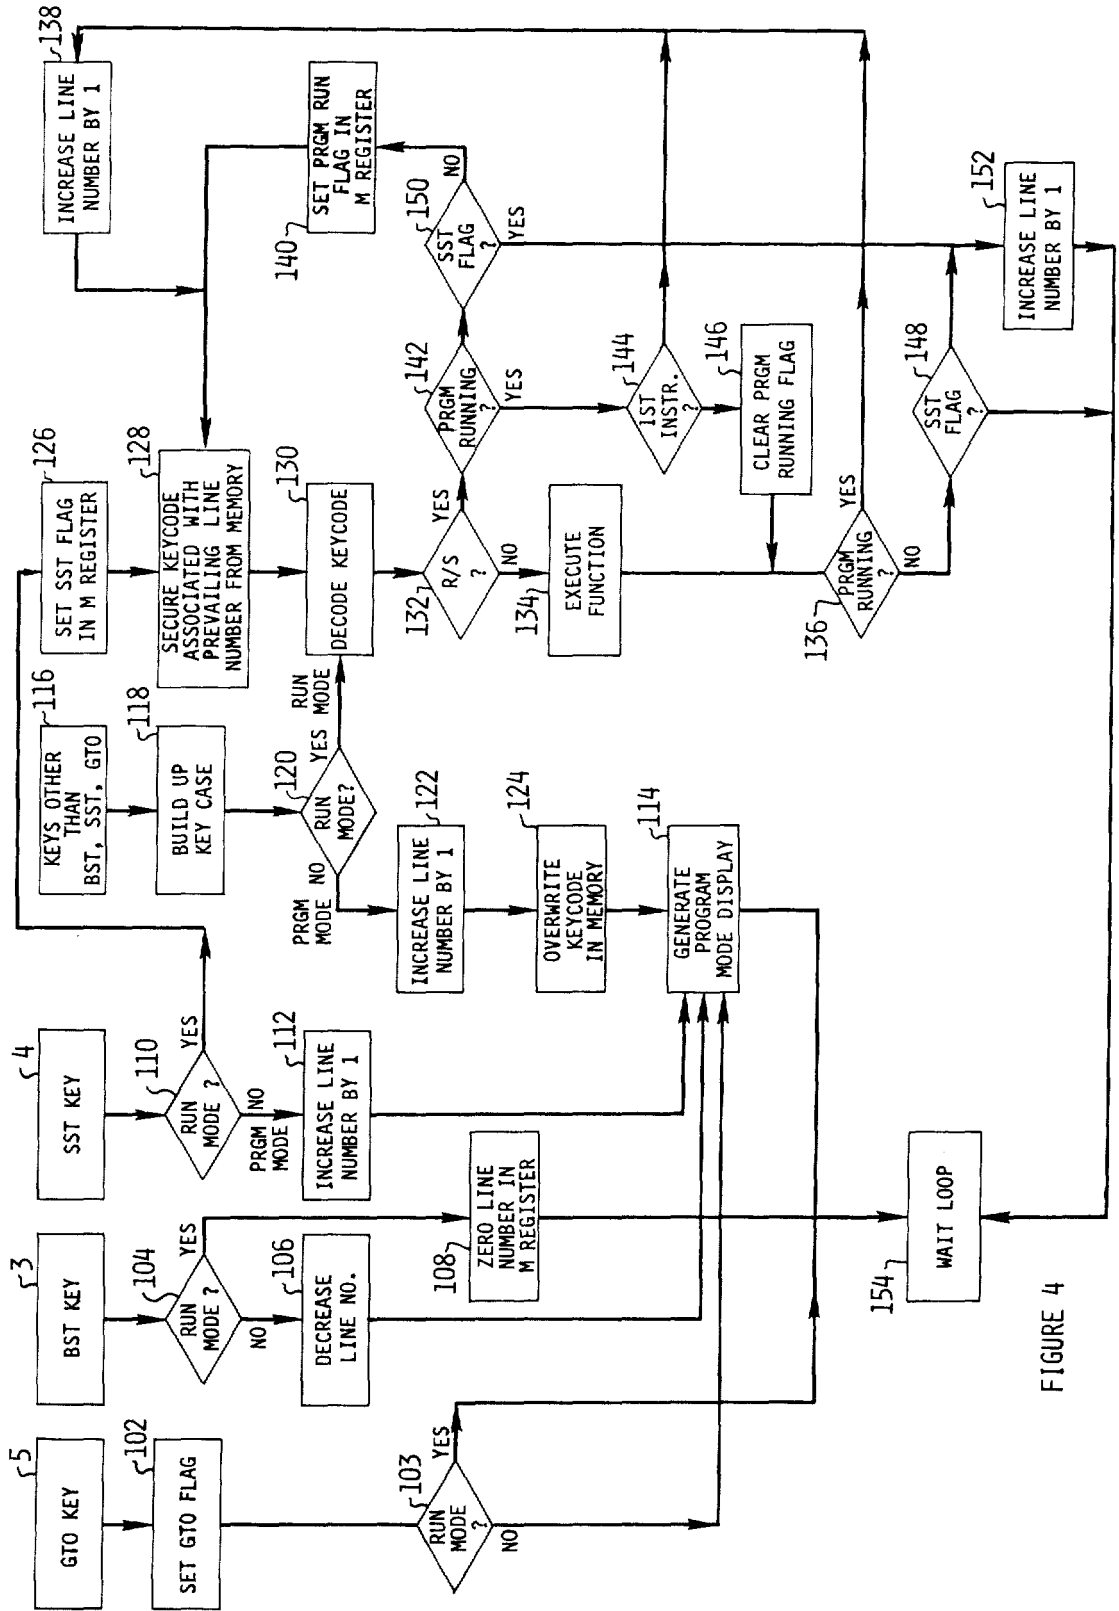 5
GTO KEY
102
SET GTO FLAG
103
RUN
MODE
?
YES
NO
3
BST KEY
104
RUN
MODE ?
YES
NO
106
DECREASE
LINE NO.
108
ZERO LINE
NUMBER IN
M REGISTER
4
SST KEY
110
RUN
MODE ?
YES
NO
PRGM
MODE
112
INCREASE LINE
NUMBER BY 1
116
KEYS OTHER
THAN
BST, SST, GTO
118
BUILD UP
KEY CASE
120
RUN
MODE?
YES
RUN
MODE
NO
PRGM
MODE
122
INCREASE LINE
NUMBER BY 1
124
OVERWRITE
KEYCODE
IN MEMORY
114
GENERATE
PROGRAM
MODE DISPLAY
126
SET SST FLAG
IN M REGISTER
128
SECURE KEYCODE
ASSOCIATED WITH
PREVAILING LINE
NUMBER FROM MEMORY
130
DECODE KEYCODE
132
R/S
?
YES
NO
134
EXECUTE
FUNCTION
136
PRGM
RUNNING
?
YES
NO
138
INCREASE LINE
NUMBER BY 1
140
SET PRGM RUN
FLAG IN
M REGISTER
142
PRGM
RUNNING
?
YES
150
SST
FLAG
?
NO
YES
144
1ST
INSTR.
?
146
CLEAR PRGM
RUNNING FLAG
148
SST
FLAG
?
152
INCREASE LINE
NUMBER BY 1
154
WAIT LOOP
FIGURE 4